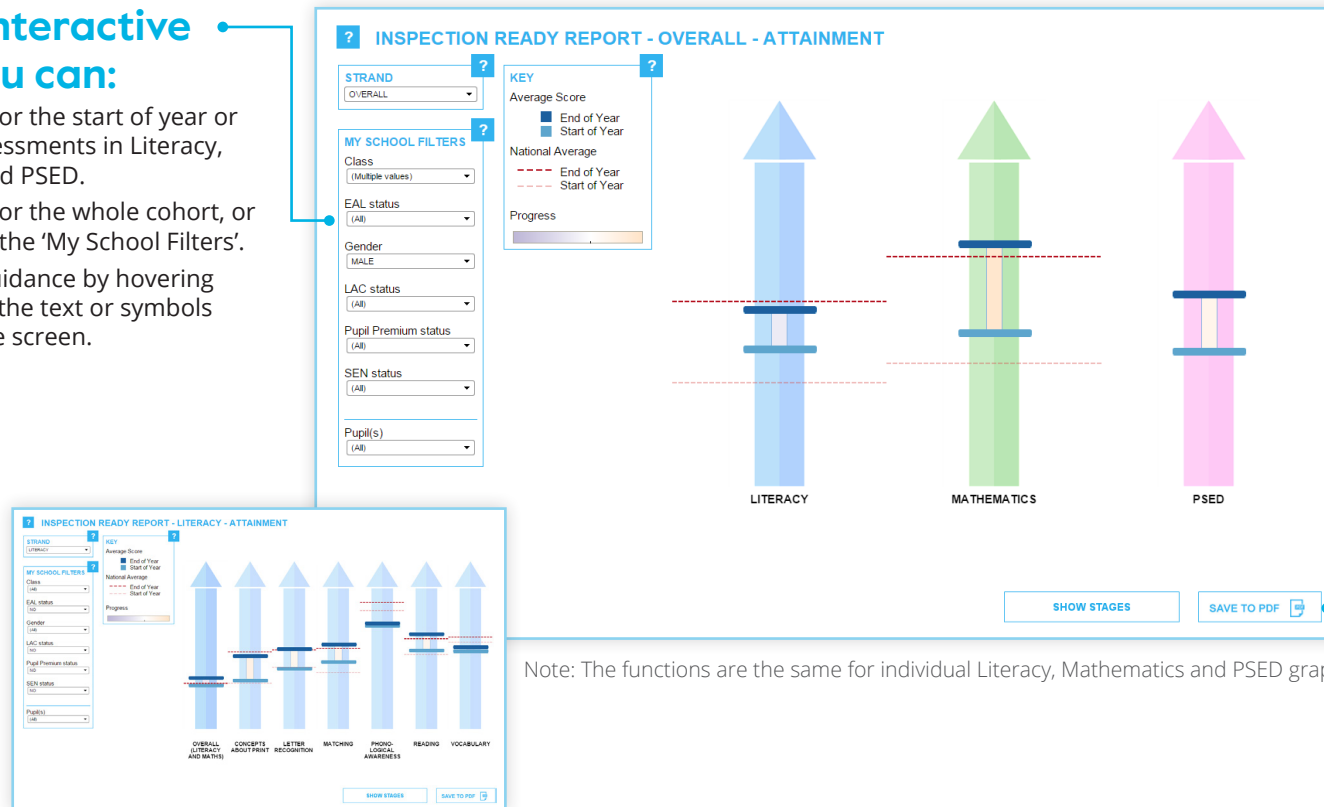 nteractive
u can:
or the start of year or
essments in Literacy,
d PSED.
or the whole cohort, or
the ‘My School Filters’.
uidance by hovering
the text or symbols
e screen.
? INSPECTION READY REPORT - OVERALL - ATTAINMENT
?
STRAND
OVERALL
?
MY SCHOOL FILTERS
Class
(Multiple values)
EAL status
(All)
Gender
MALE
LAC status
(All)
Pupil Premium status
(All)
SEN status
(All)
Pupil(s)
(All)
?
KEY
Average Score
End of Year
Start of Year
National Average
End of Year
Start of Year
Progress
LITERACY
MATHEMATICS
PSED
SHOW STAGES
SAVE TO PDF
Note: The functions are the same for individual Literacy, Mathematics and PSED grap
? INSPECTION READY REPORT - LITERACY - ATTAINMENT
?
STRAND
LITERACY
?
MY SCHOOL FILTERS
Class
(All)
EAL status
NO
Gender
(All)
LAC status
NO
Pupil Premium status
NO
SEN status
NO
Pupil(s)
(All)
?
KEY
Average Score
End of Year
Start of Year
National Average
End of Year
Start of Year
Progress
OVERALL
(LITERACY
AND MATHS)
CONCEPTS
ABOUT PRINT
LETTER
RECOGNITION
MATCHING
PHONO-
LOGICAL
AWARENESS
READING
VOCABULARY
SHOW STAGES
SAVE TO PDF